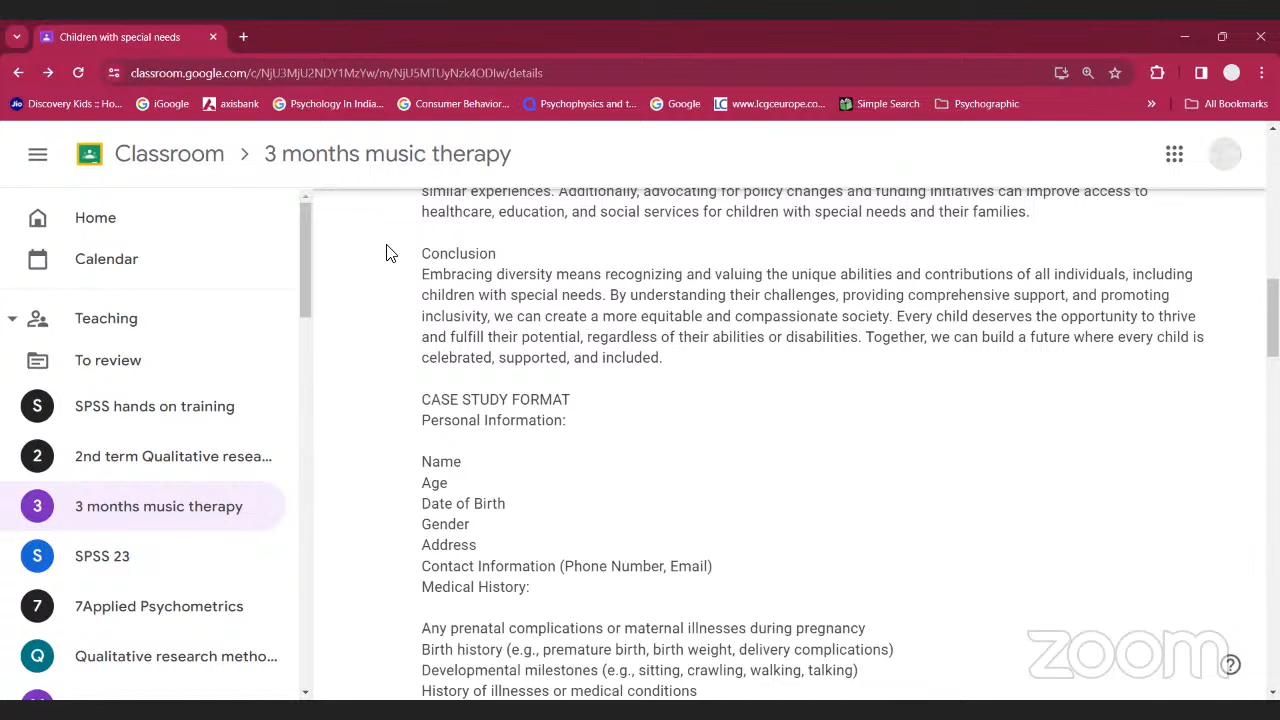 Children with special needs
classroom.google.com/c/NjU3MjU2NDY1MzYw/m/NjU5MTUyNzk4ODIw/details
Discovery Kids :: Ho...
iGoogle
axisbank
Psychology In India...
Consumer Behavior...
Psychophysics and t...
Google
www.lcgceurope.co...
Simple Search
Psychographic
»
All Bookmarks
Classroom > 3 months music therapy
Home
Calendar
Teaching
To review
S SPSS hands on training
2 2nd term Qualitative resea...
3 3 months music therapy
S SPSS 23
7 7Applied Psychometrics
Q Qualitative research metho...
similar experiences. Additionally, advocating for policy changes and funding initiatives can improve access to
healthcare, education, and social services for children with special needs and their families.
Conclusion
Embracing diversity means recognizing and valuing the unique abilities and contributions of all individuals, including
children with special needs. By understanding their challenges, providing comprehensive support, and promoting
inclusivity, we can create a more equitable and compassionate society. Every child deserves the opportunity to thrive
and fulfill their potential, regardless of their abilities or disabilities. Together, we can build a future where every child is
celebrated, supported, and included.
CASE STUDY FORMAT
Personal Information:
Name
Age
Date of Birth
Gender
Address
Contact Information (Phone Number, Email)
Medical History:
Any prenatal complications or maternal illnesses during pregnancy
Birth history (e.g., premature birth, birth weight, delivery complications)
Developmental milestones (e.g., sitting, crawling, walking, talking)
History of illnesses or medical conditions
zoom